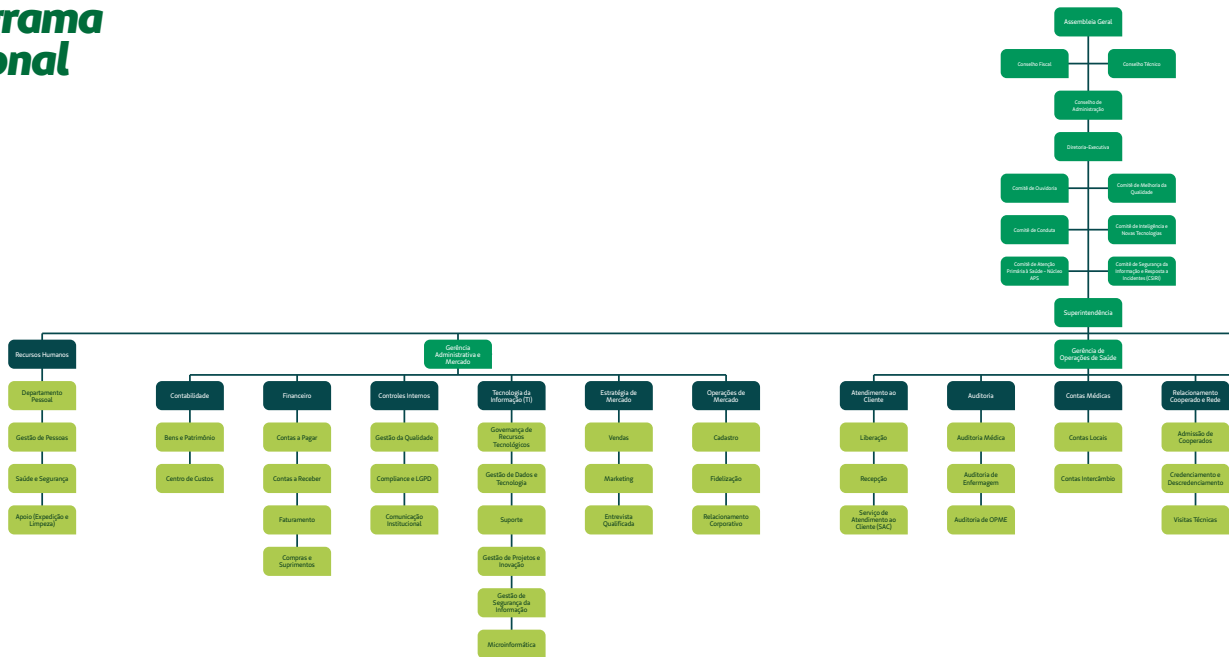 rama
onal
Assembleia Geral
Conselho Fiscal
Conselho Técnico
Conselho de
Administração
Diretoria-Executiva
Comitê de Ouvidoria
Comitê de Melhoria da
Qualidade
Comitê de Conduta
Comitê de Inteligência e
Novas Tecnologias
Comitê de Atenção
Primária à Saúde - Núcleo
APS
Comitê de Segurança da
Informação e Resposta a
Incidentes (CSIRI)
Superintendência
Recursos Humanos
Gerência
Administrativa e
Mercado
Gerência de
Operações de Saúde
Departamento
Pessoal
Gestão de Pessoas
Saúde e Segurança
Apoio (Expedição e
Limpeza)
Contabilidade
Bens e Patrimônio
Centro de Custos
Financeiro
Contas a Pagar
Contas a Receber
Faturamento
Compras e
Suprimentos
Controles Internos
Gestão da Qualidade
Compliance e LGPD
Comunicação
Institucional
Tecnologia da
Informação (TI)
Governança de
Recursos
Tecnológicos
Gestão de Dados e
Tecnologia
Suporte
Gestão de Projetos e
Inovação
Gestão de
Segurança da
Informação
Microinformática
Estratégia de
Mercado
Vendas
Marketing
Entrevista
Qualificada
Operações de
Mercado
Cadastro
Fidelização
Relacionamento
Corporativo
Atendimento ao
Cliente
Liberação
Recepção
Serviço de
Atendimento ao
Cliente (SAC)
Auditoria
Auditoria Médica
Auditoria de
Enfermagem
Auditoria de OPME
Contas Médicas
Contas Locais
Contas Intercâmbio
Relacionamento
Cooperado e Rede
Admissão de
Cooperados
Credenciamento e
Descredenciamento
Visitas Técnicas